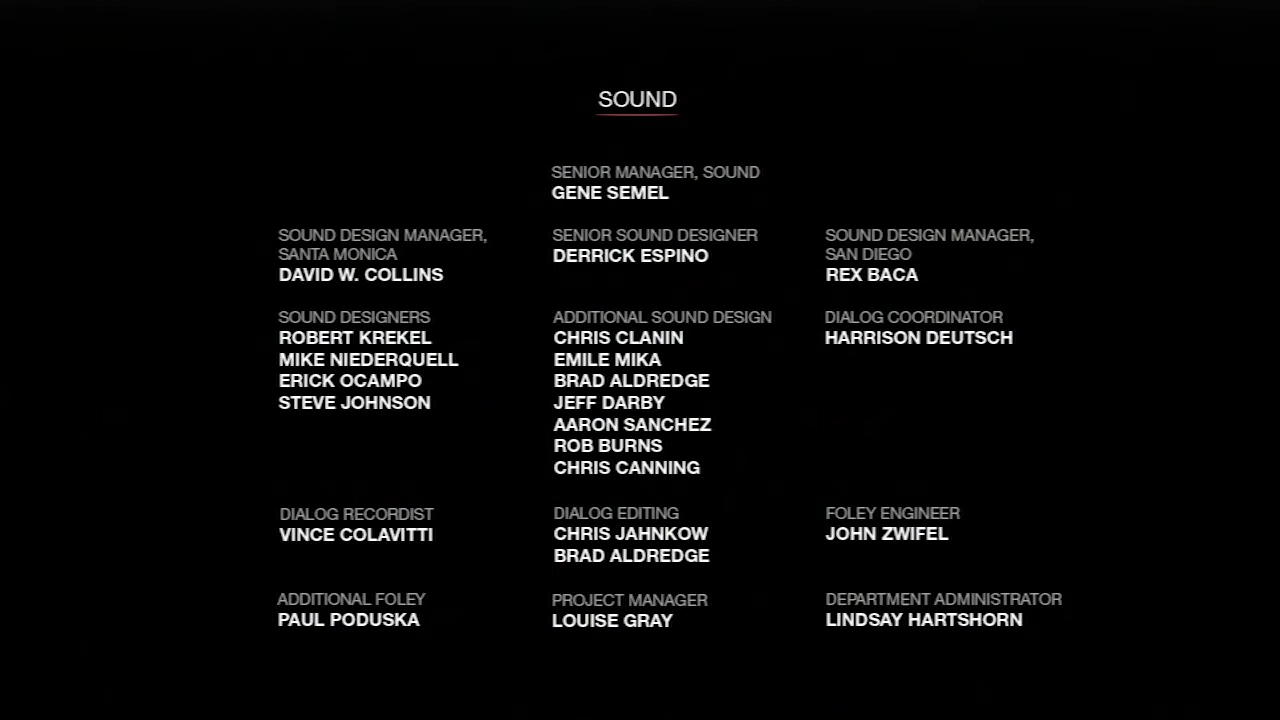 SOUND
SENIOR MANAGER, SOUND
GENE SEMEL
SOUND DESIGN MANAGER,
SANTA MONICA
DAVID W. COLLINS
SENIOR SOUND DESIGNER
DERRICK ESPINO
SOUND DESIGN MANAGER,
SAN DIEGO
REX BACA
SOUND DESIGNERS
ROBERT KREKEL
MIKE NIEDERQUELL
ERICK OCAMPO
STEVE JOHNSON
ADDITIONAL SOUND DESIGN
CHRIS CLANIN
EMILE MIKA
BRAD ALDREDGE
JEFF DARBY
AARON SANCHEZ
ROB BURNS
CHRIS CANNING
DIALOG COORDINATOR
HARRISON DEUTSCH
DIALOG RECORDIST
VINCE COLAVITTI
DIALOG EDITING
CHRIS JAHNKOW
BRAD ALDREDGE
FOLEY ENGINEER
JOHN ZWIFEL
ADDITIONAL FOLEY
PAUL PODUSKA
PROJECT MANAGER
LOUISE GRAY
DEPARTMENT ADMINISTRATOR
LINDSAY HARTSHORN